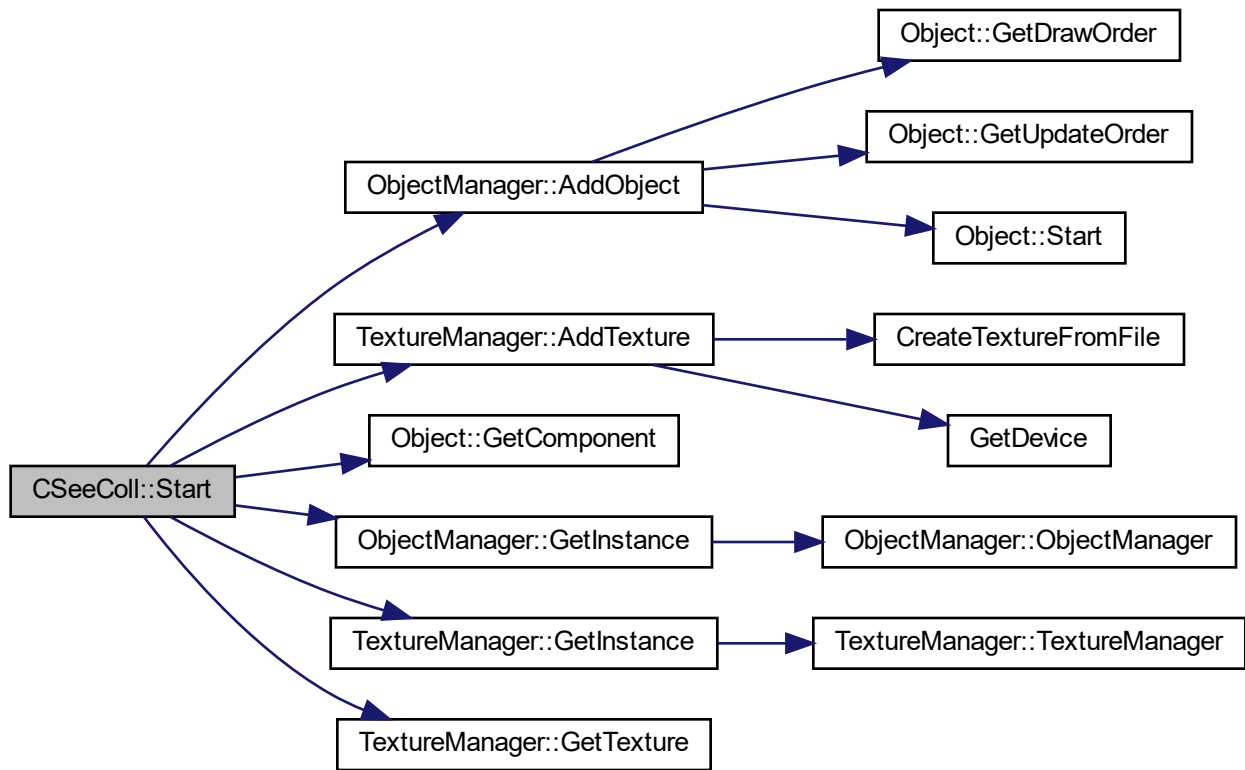 Object::GetDrawOrder
Object::GetUpdateOrder
ObjectManager::AddObject
Object::Start
TextureManager::AddTexture
CreateTextureFromFile
Object::GetComponent
GetDevice
CSeeColl::Start
ObjectManager::GetInstance
ObjectManager::ObjectManager
TextureManager::GetInstance
TextureManager::TextureManager
TextureManager::GetTexture